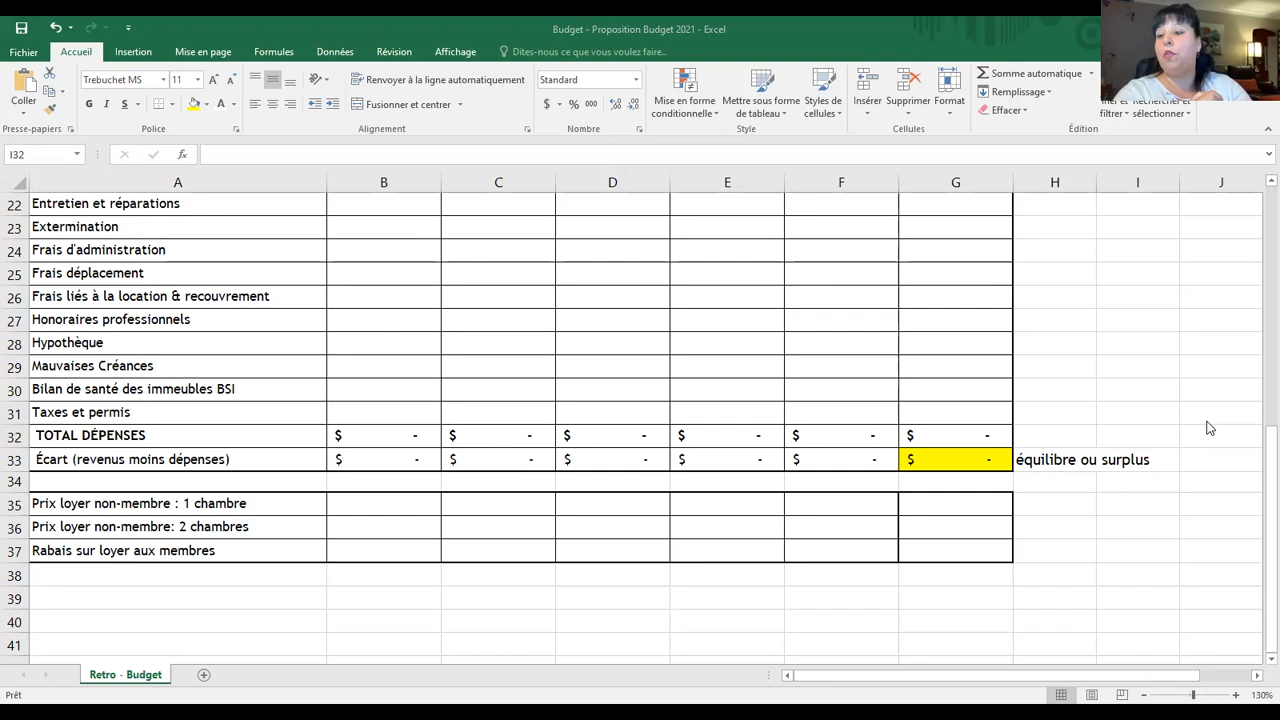 Budget - Proposition Budget 2021 - Excel
Fichier Accueil Insertion Mise en page Formules Données Révision Affichage Dites-nous ce que vous voulez faire..
Coller
Trebuchet MS 11
G I S
Renvoyer à la ligne automatiquement
Fusionner et centrer
Standard
$ % 000
Mise en forme conditionnelle
Mettre sous forme de tableau
Styles de cellules
Insérer Supprimer Format
Somme automatique
Remplissage
Effacer
filtrer sélectionner
Presse-papiers Police Alignement Nombre Style Cellules Édition
I32 fx
A B C D E F G H I J
22 Entretien et réparations
23 Extermination
24 Frais d'administration
25 Frais déplacement
26 Frais liés à la location & recouvrement
27 Honoraires professionnels
28 Hypothèque
29 Mauvaises Créances
30 Bilan de santé des immeubles BSI
31 Taxes et permis
32 TOTAL DÉPENSES $ - $ - $ - $ - $ - $ -
33 Écart (revenus moins dépenses) $ - $ - $ - $ - $ - $ - équilibre ou surplus
34
35 Prix loyer non-membre : 1 chambre
36 Prix loyer non-membre: 2 chambres
37 Rabais sur loyer aux membres
38
39
40
41
Retro - Budget
Prêt 130%